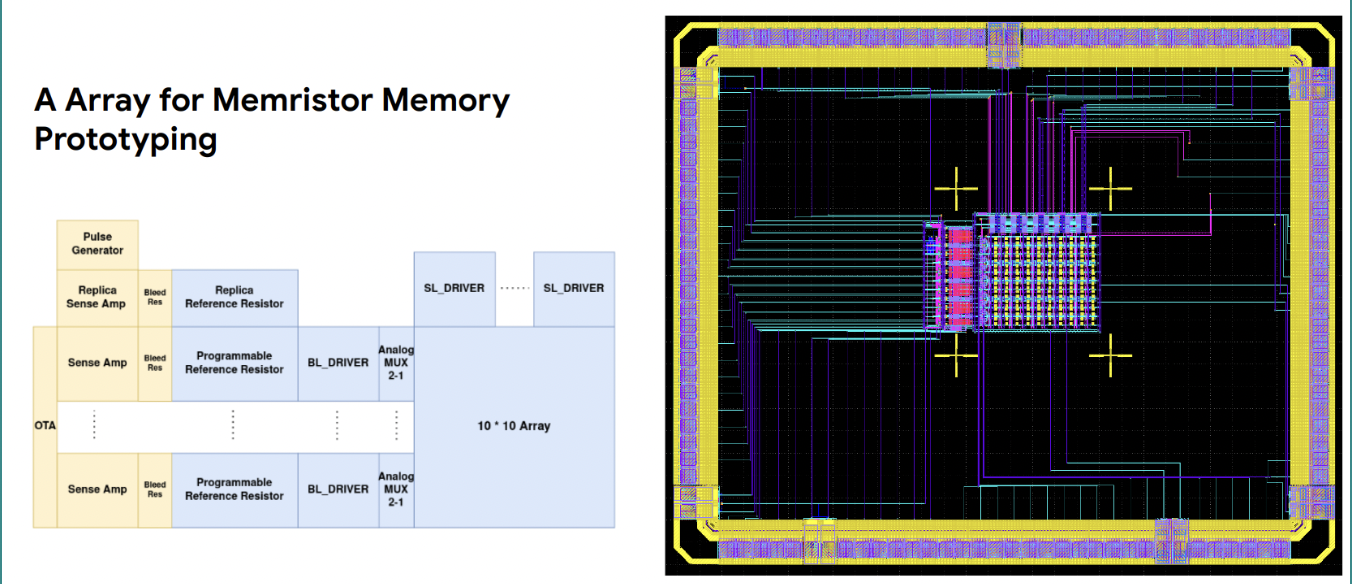 A Array for Memristor Memory
Prototyping
Pulse
Generator
Replica
Sense Amp
Bleed
Res
Replica
Reference Resistor
SL_DRIVER
SL_DRIVER
OTA
Sense Amp
Bleed
Res
Programmable
Reference Resistor
BL_DRIVER
Analog
MUX
2-1
10 * 10 Array
Sense Amp
Bleed
Res
Programmable
Reference Resistor
BL_DRIVER
Analog
MUX
2-1